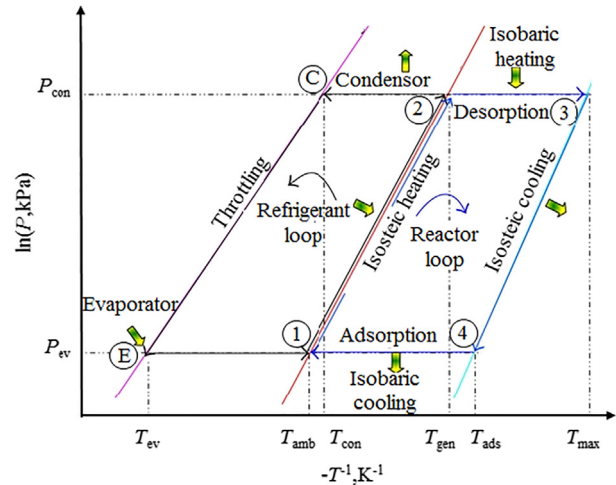 Isobaric
heating
C
Condensor
P_con
2
Desorption
3
Throttling
Isosteic heating
Isosteic cooling
ln(P,kPa)
Refrigerant
loop
Reactor
loop
Evaporator
1
Adsorption
4
P_ev
E
Isobaric
cooling
T_ev
T_amb
T_con
T_gen
T_ads
T_max
-T⁻¹,K⁻¹